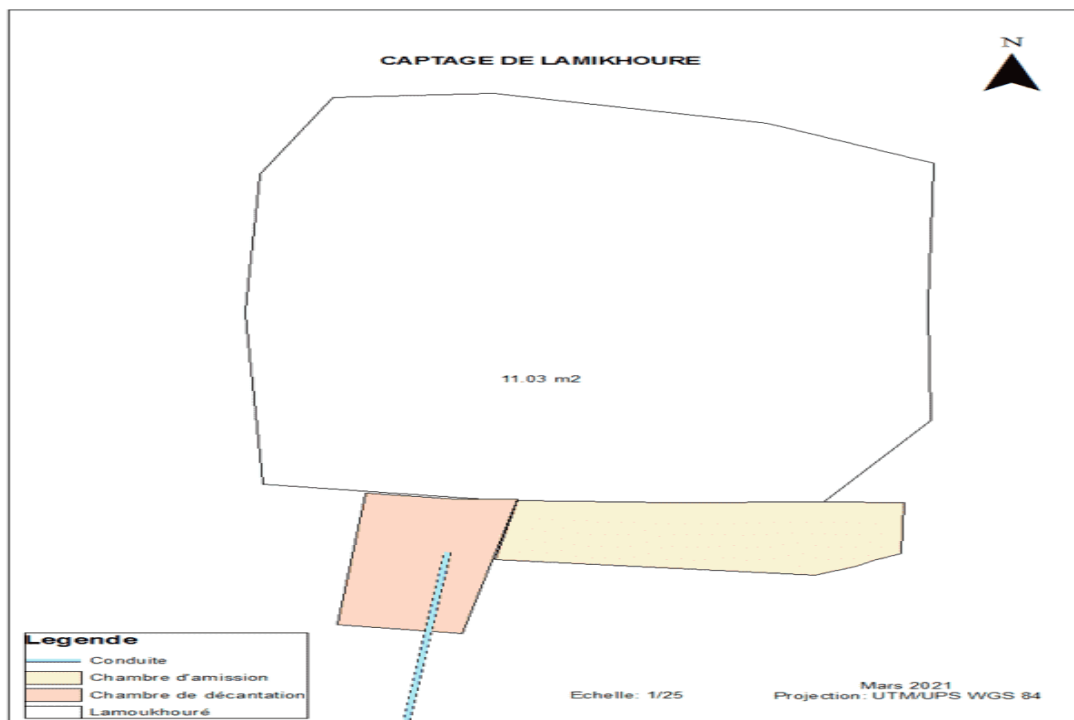 N
CAPTAGE DE LAMIKHOURE
11.03 m2
Legende
Conduite
Chambre d'amission
Chambre de décantation
Lamoukhouré
Echelle: 1/25
Mars 2021
Projection: UTM/UPS WGS 84